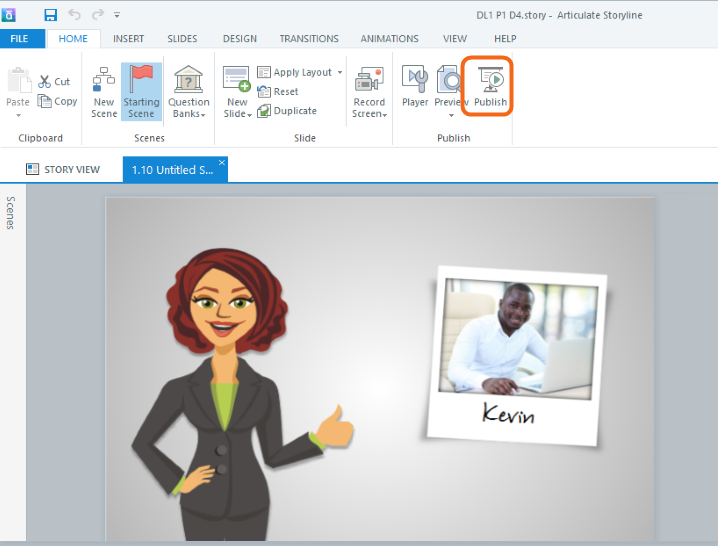 DL1 P1 D4.story - Articulate Storyline
FILE HOME INSERT SLIDES DESIGN TRANSITIONS ANIMATIONS VIEW HELP
Paste
Cut
Copy
Clipboard
New Scene
Starting Scene
Question Banks
Scenes
New Slide
Apply Layout
Reset
Duplicate
Slide
Record Screen
Player
Preview
Publish
Publish
STORY VIEW
1.10 Untitled S...
Scenes
Kevin